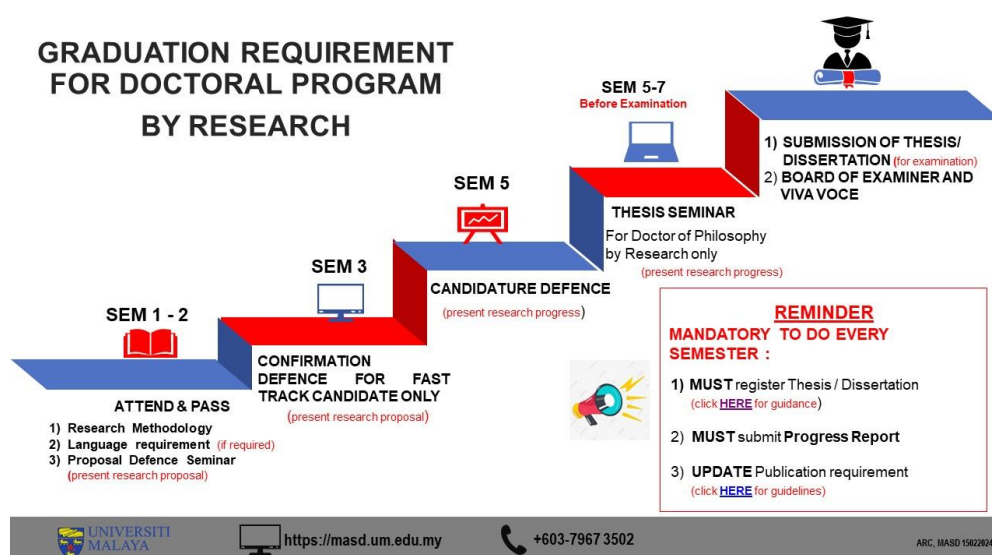 GRADUATION REQUIREMENT
FOR DOCTORAL PROGRAM
BY RESEARCH
SEM 1 - 2
ATTEND & PASS
1) Research Methodology
2) Language requirement (if required)
3) Proposal Defence Seminar
(present research proposal)
SEM 3
CONFIRMATION
DEFENCE FOR FAST
TRACK CANDIDATE ONLY
(present research proposal)
SEM 5
CANDIDATURE DEFENCE
(present research progress)
SEM 5-7
Before Examination
THESIS SEMINAR
For Doctor of Philosophy
by Research only
(present research progress)
1) SUBMISSION OF THESIS/
DISSERTATION (for examination)
2) BOARD OF EXAMINER AND
VIVA VOCE
REMINDER
MANDATORY TO DO EVERY
SEMESTER :
1) MUST register Thesis / Dissertation
(click HERE for guidance)
2) MUST submit Progress Report
3) UPDATE Publication requirement
(click HERE for guidelines)
UNIVERSITI
MALAYA
https://masd.um.edu.my
+603-7967 3502
ARC, MASD 15022024